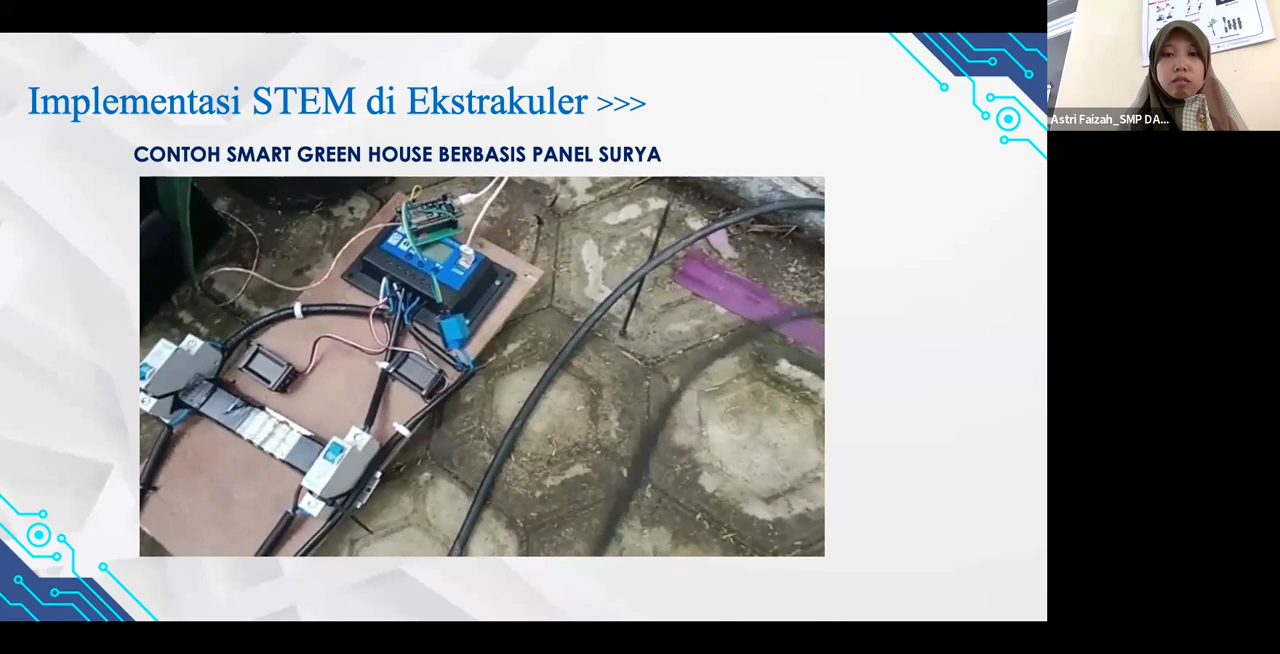 Implementasi STEM di Ekstrakuler >>>
CONTOH SMART GREEN HOUSE BERBASIS PANEL SURYA
Astri Faizah_SMP DA...